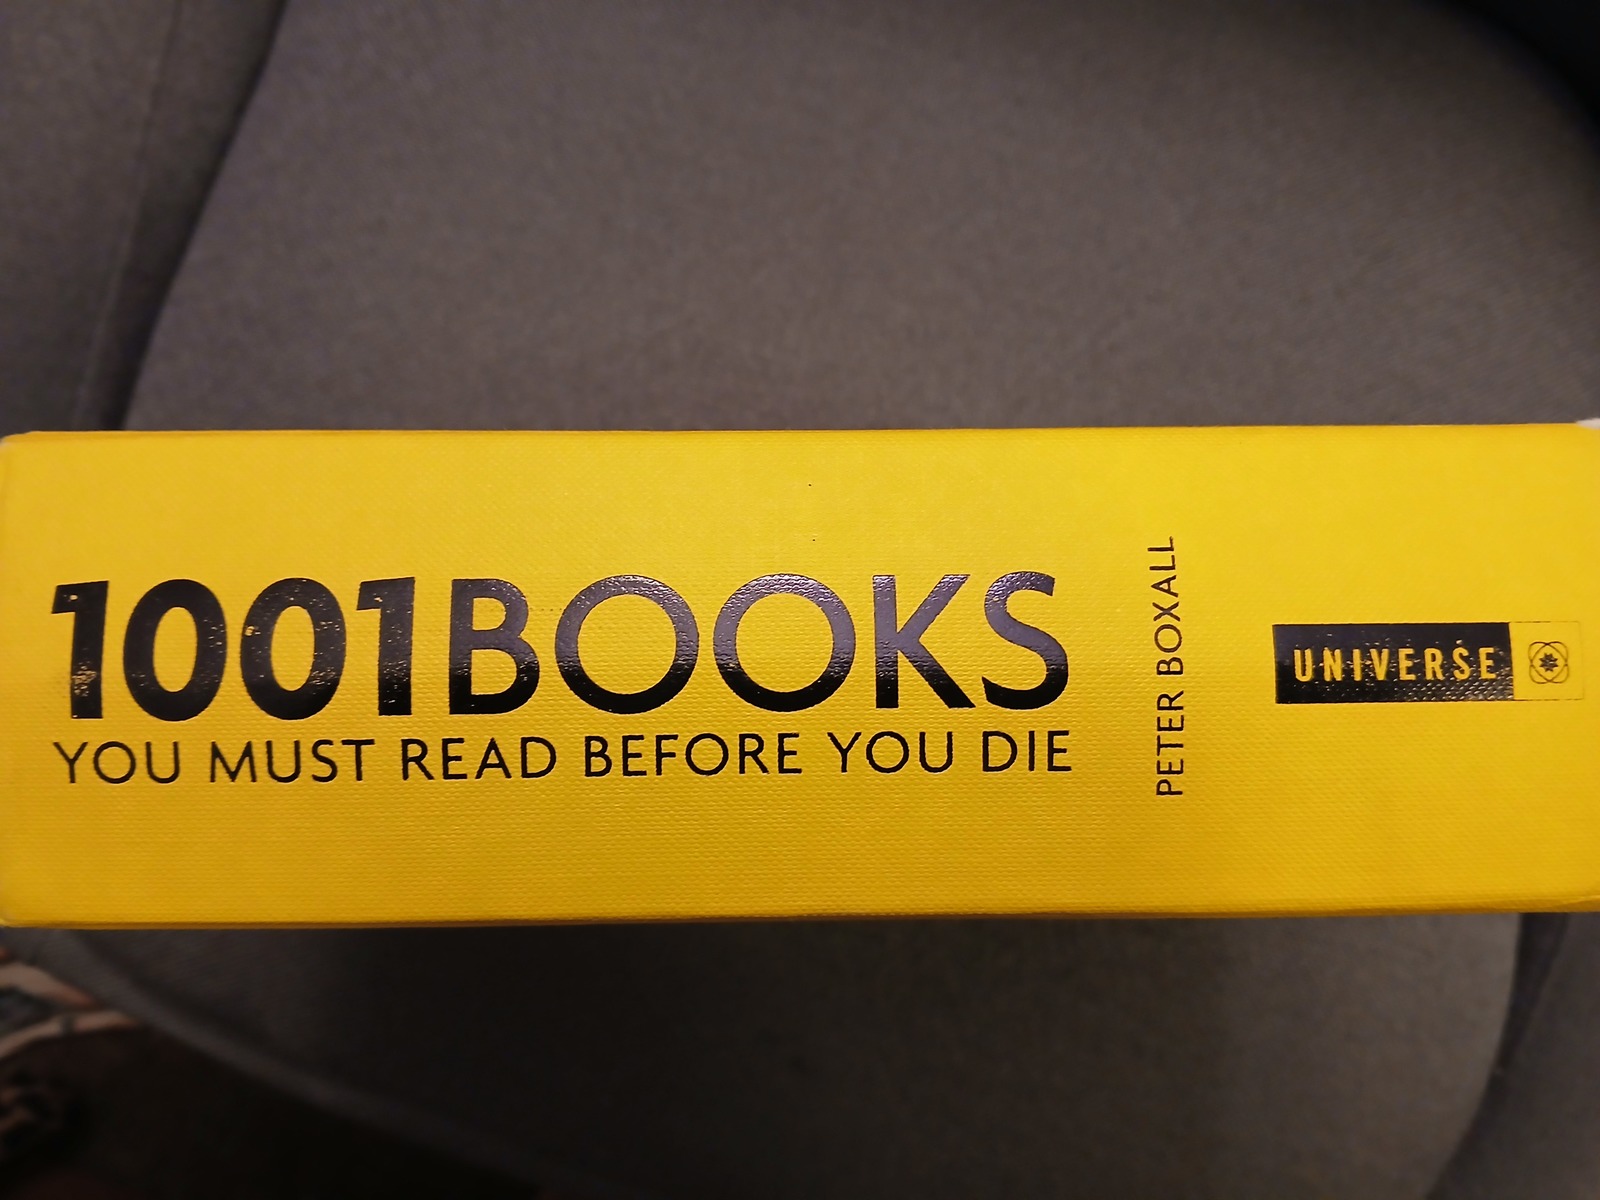 1001BOOKS
YOU MUST READ BEFORE YOU DIE
PETER BOXALL
UNIVERSE